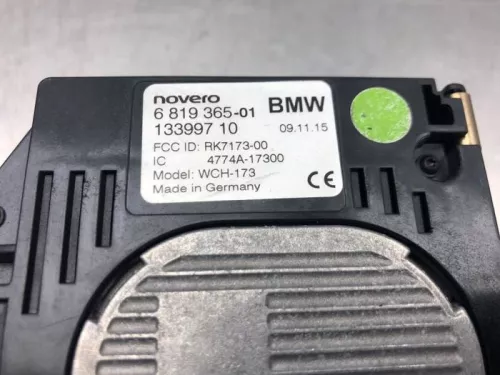 novero
6 819 365-01 BMW
133997 10 09.11.15
FCC ID: RK7173-00
IC 4774A-17300
Model: WCH-173
Made in Germany CE